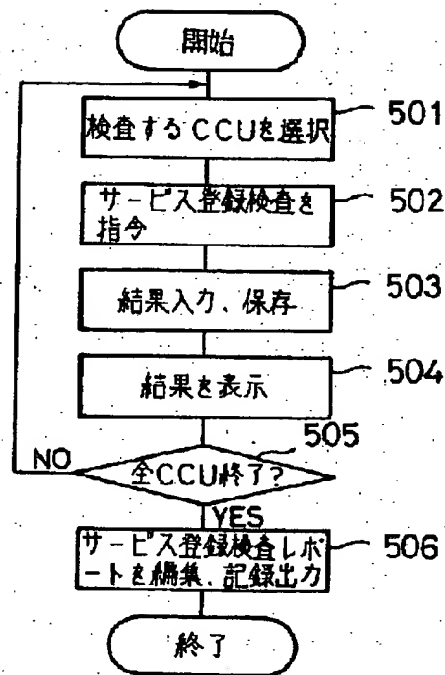 開始
検査するCCUを選択
501
サービス登録検査を
指令
502
結果入力、保存
503
結果を表示
504
505
全CCU終了?
NO
YES
サービス登録検査レポ
ートを編集、記録出力
506
終了